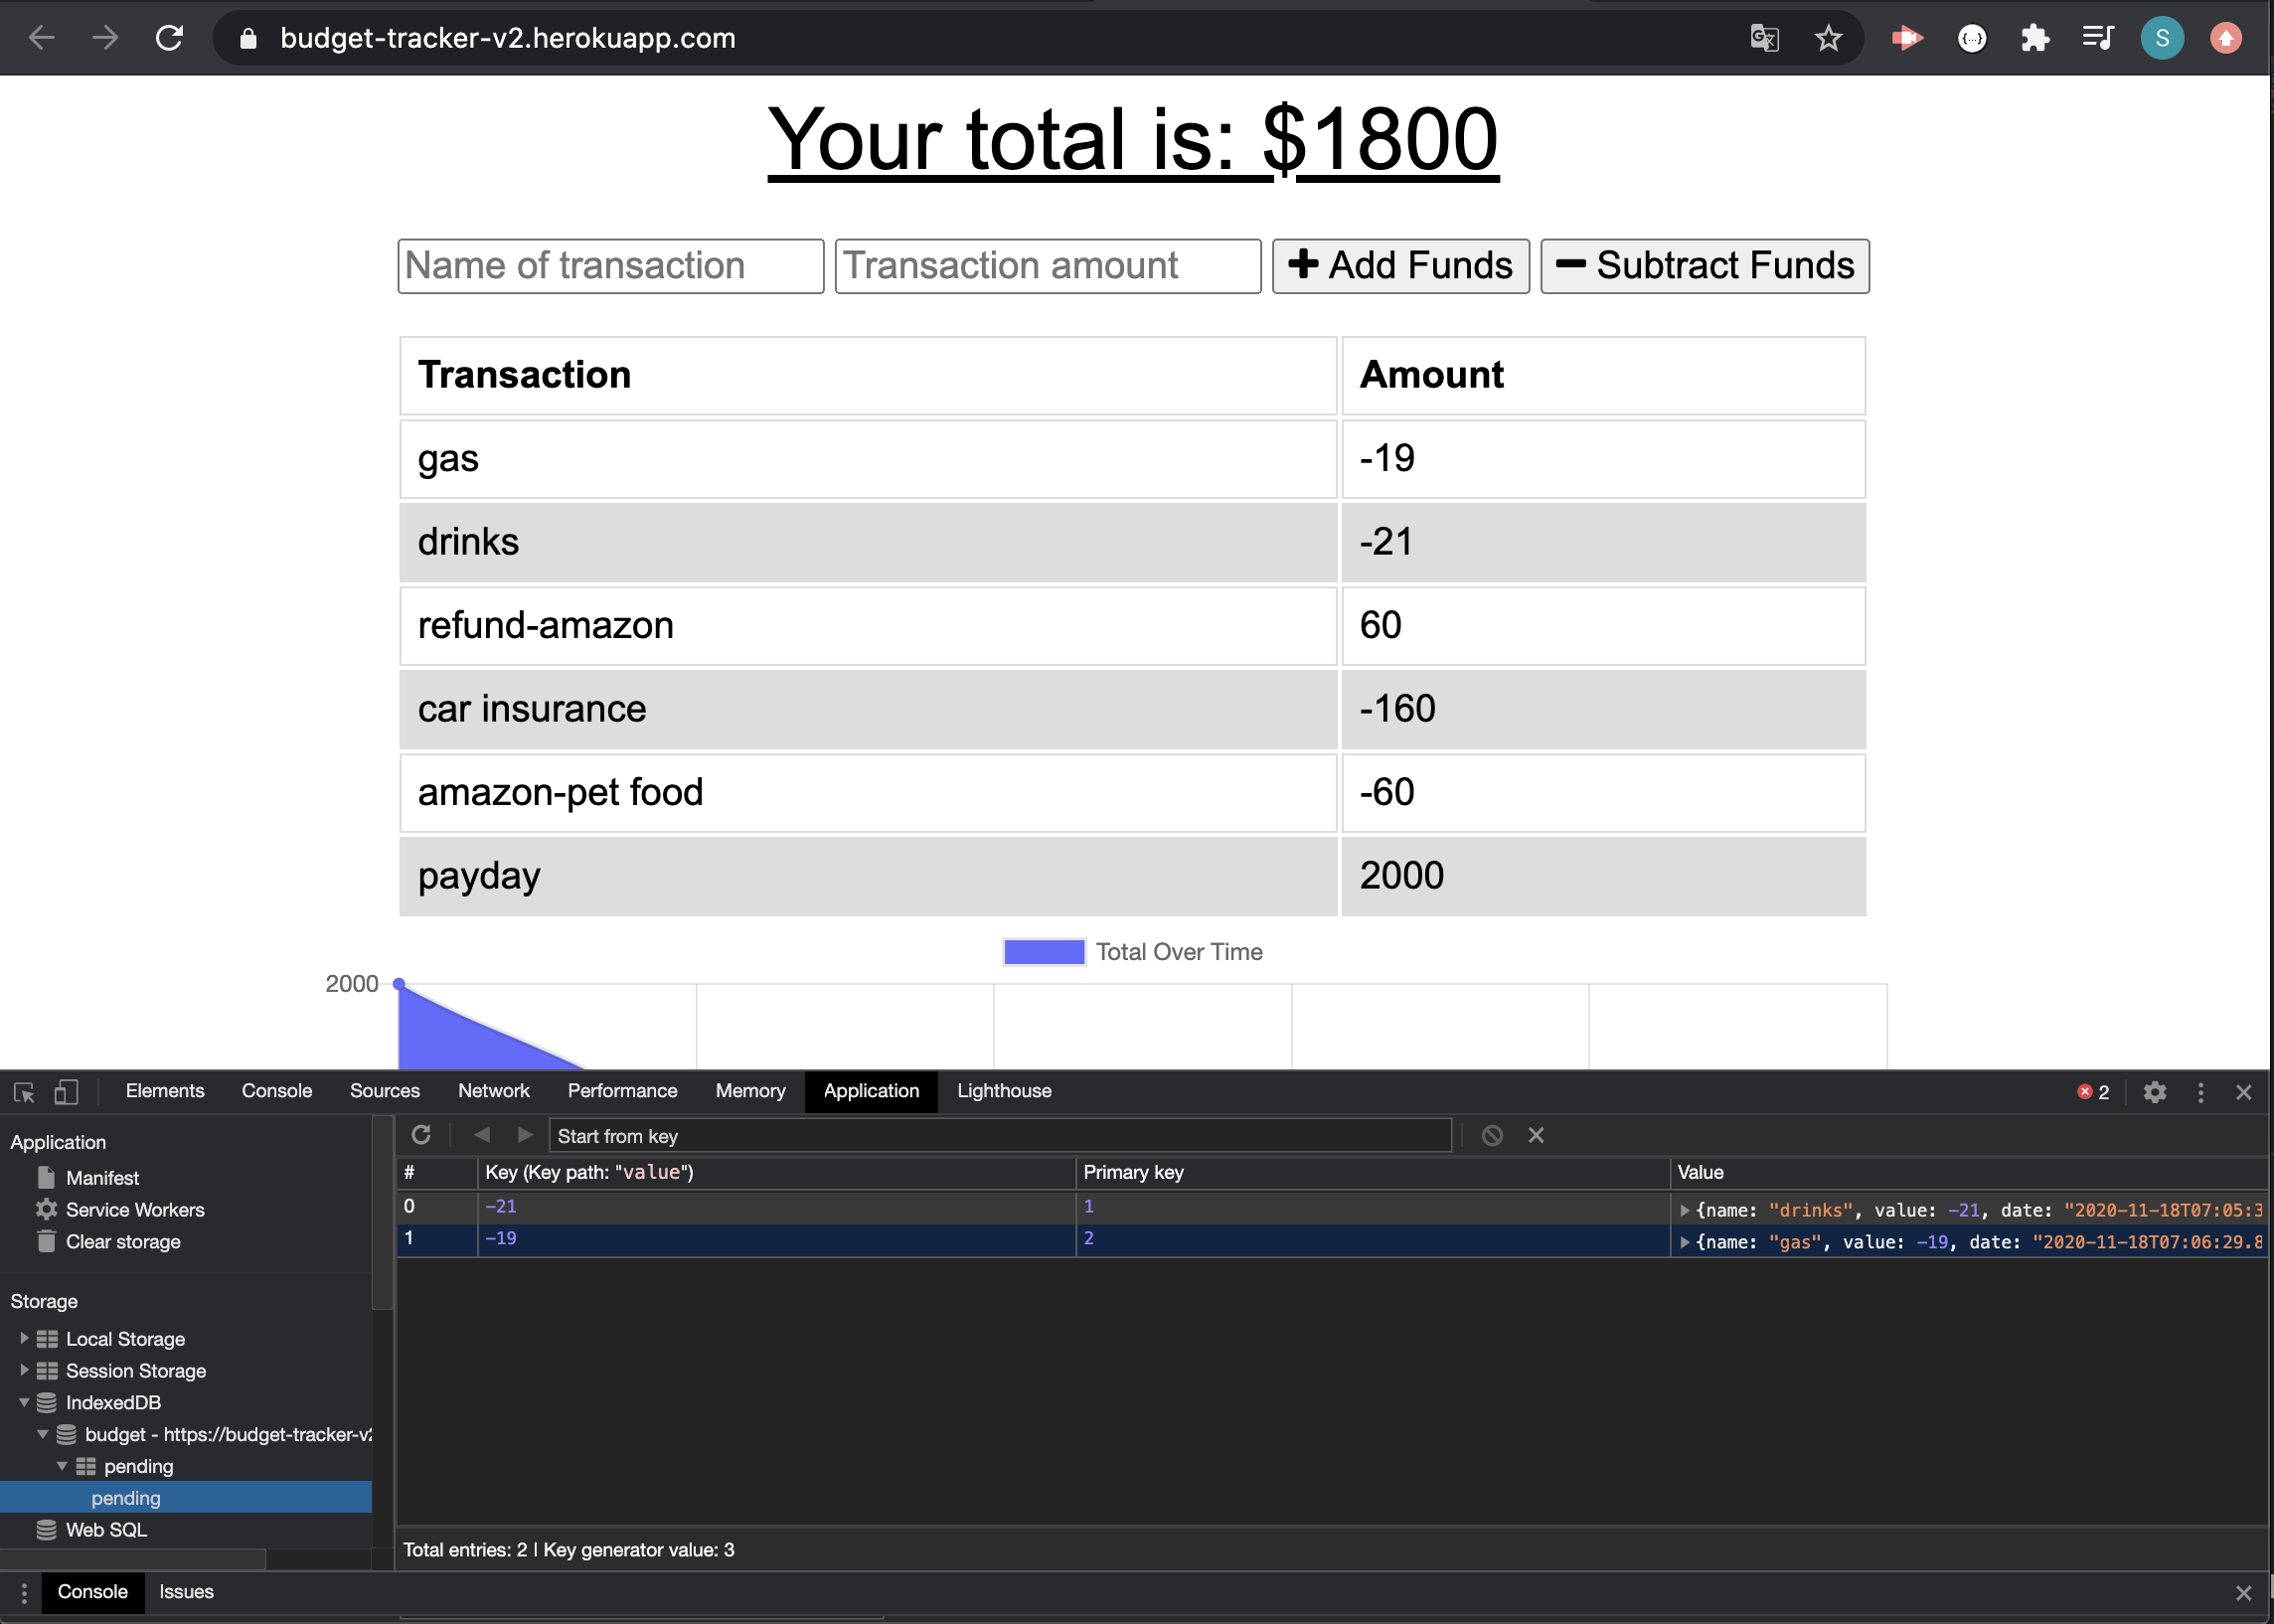 budget-tracker-v2.herokuapp.com
S
Your total is: $1800
Name of transaction Transaction amount Add Funds Subtract Funds
Transaction Amount
gas -19
drinks -21
refund-amazon 60
car insurance -160
amazon-pet food -60
payday 2000
Total Over Time
2000
Elements Console Sources Network Performance Memory Application Lighthouse 2
Application
Manifest
Service Workers
Clear storage
Storage
Local Storage
Session Storage
IndexedDB
budget - https://budget-tracker-v2
pending
pending
Web SQL
Start from key
# Key (Key path: "value") Primary key Value
0 -21 1 {name: "drinks", value: -21, date: "2020-11-18T07:05:3
1 -19 2 {name: "gas", value: -19, date: "2020-11-18T07:06:29.8
Total entries: 2 | Key generator value: 3
Console Issues